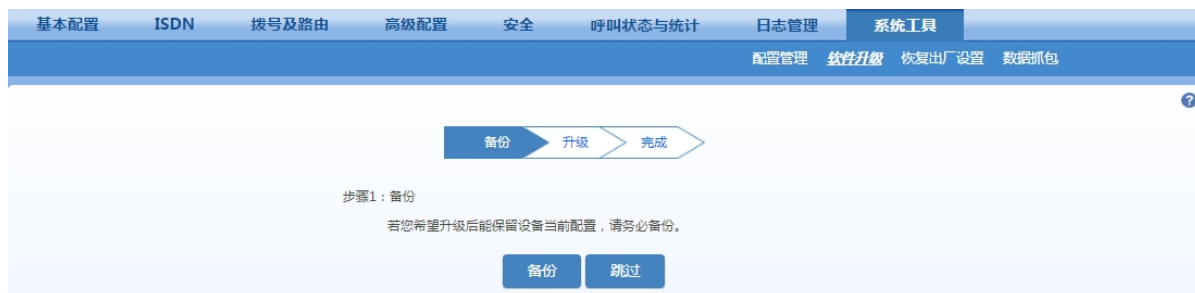 基本配置 ISDN 拨号及路由 高级配置 安全 呼叫状态与统计 日志管理 系统工具
配置管理 软件升级 恢复出厂设置 数据抓包
?
备份 升级 完成
步骤1：备份
若您希望升级后能保留设备当前配置，请务必备份。
备份 跳过